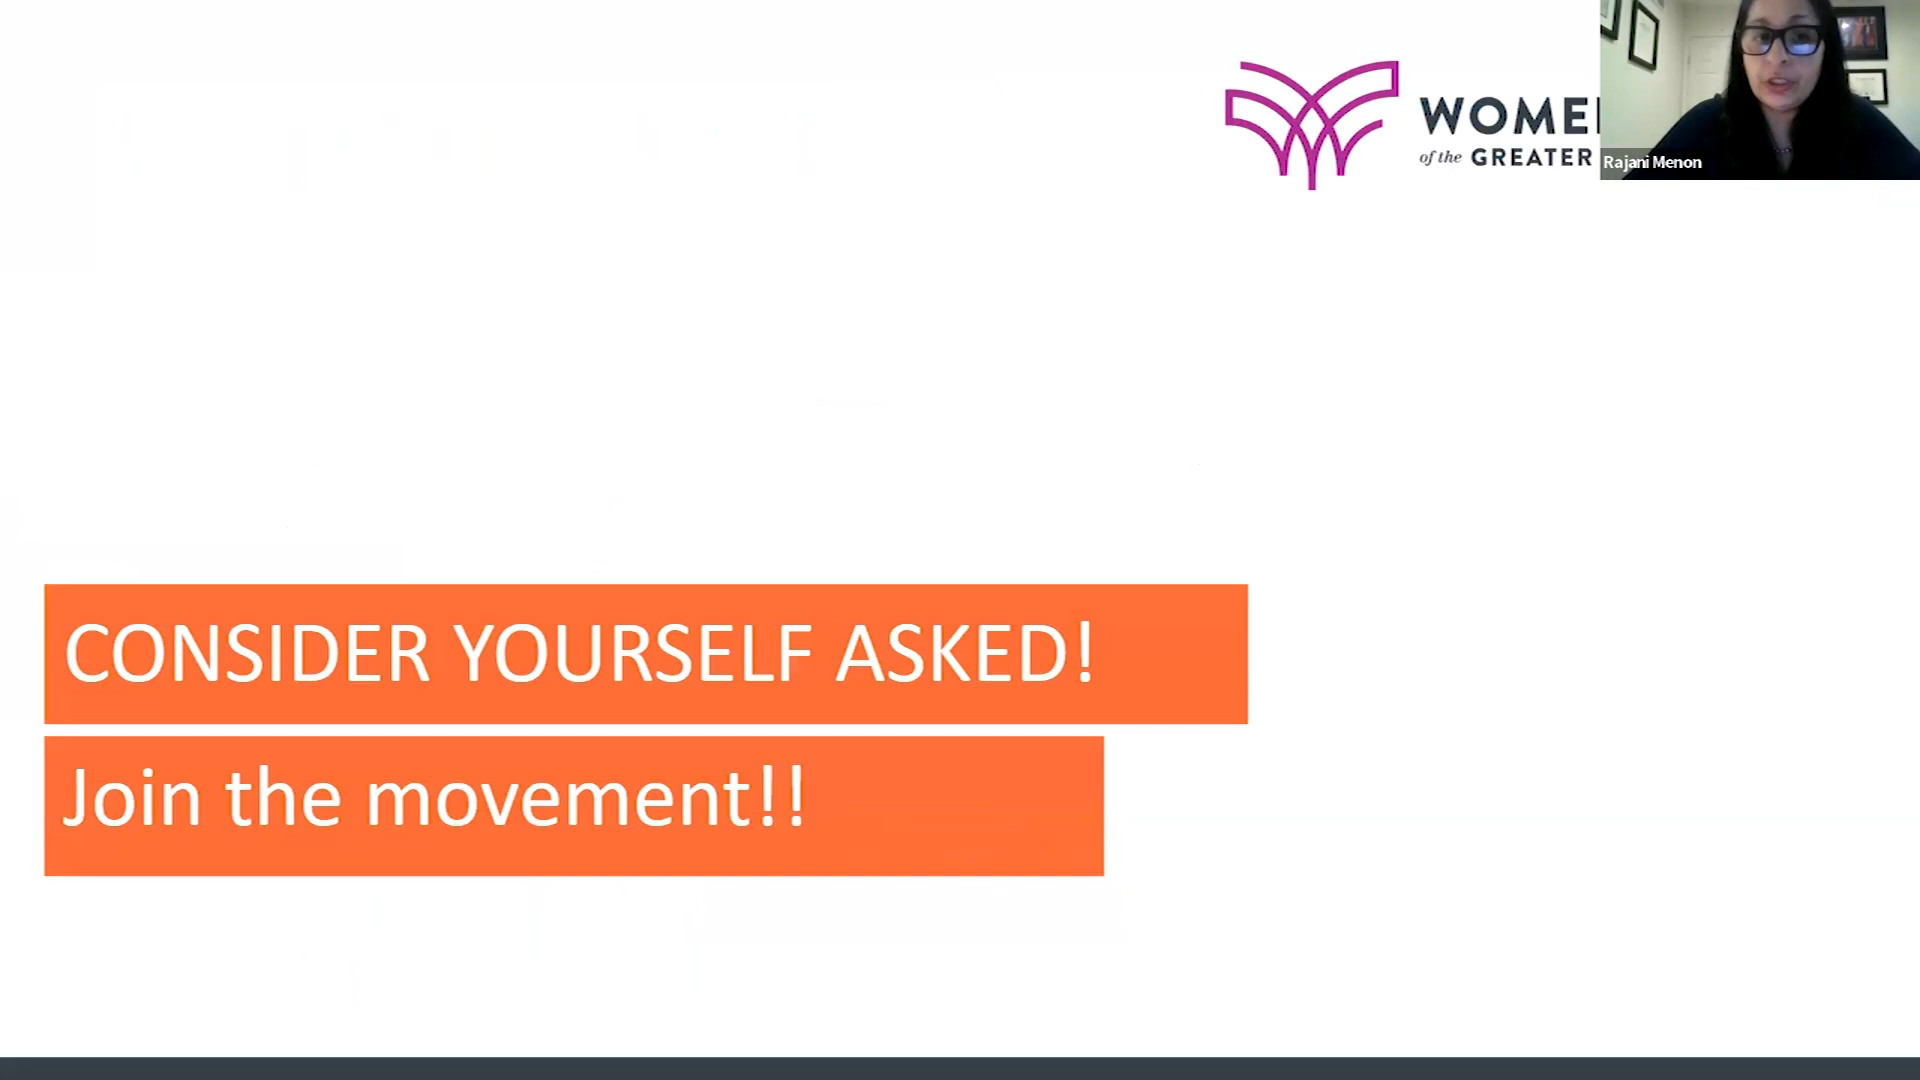 WOME
of the GREATER
Rajani Menon
CONSIDER YOURSELF ASKED!
Join the movement!!